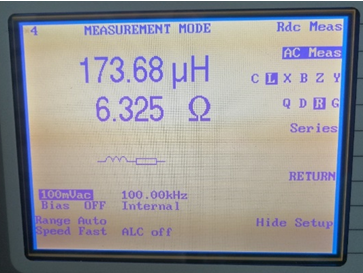 4 MEASUREMENT MODE Rdc Meas
AC Meas
173.68 µH
C L X B Z Y
6.325 Ω
Q D R G
Series
RETURN
100mVac 100.00kHz
Bias OFF Internal
Range Auto
Hide Setup
Speed Fast ALC off